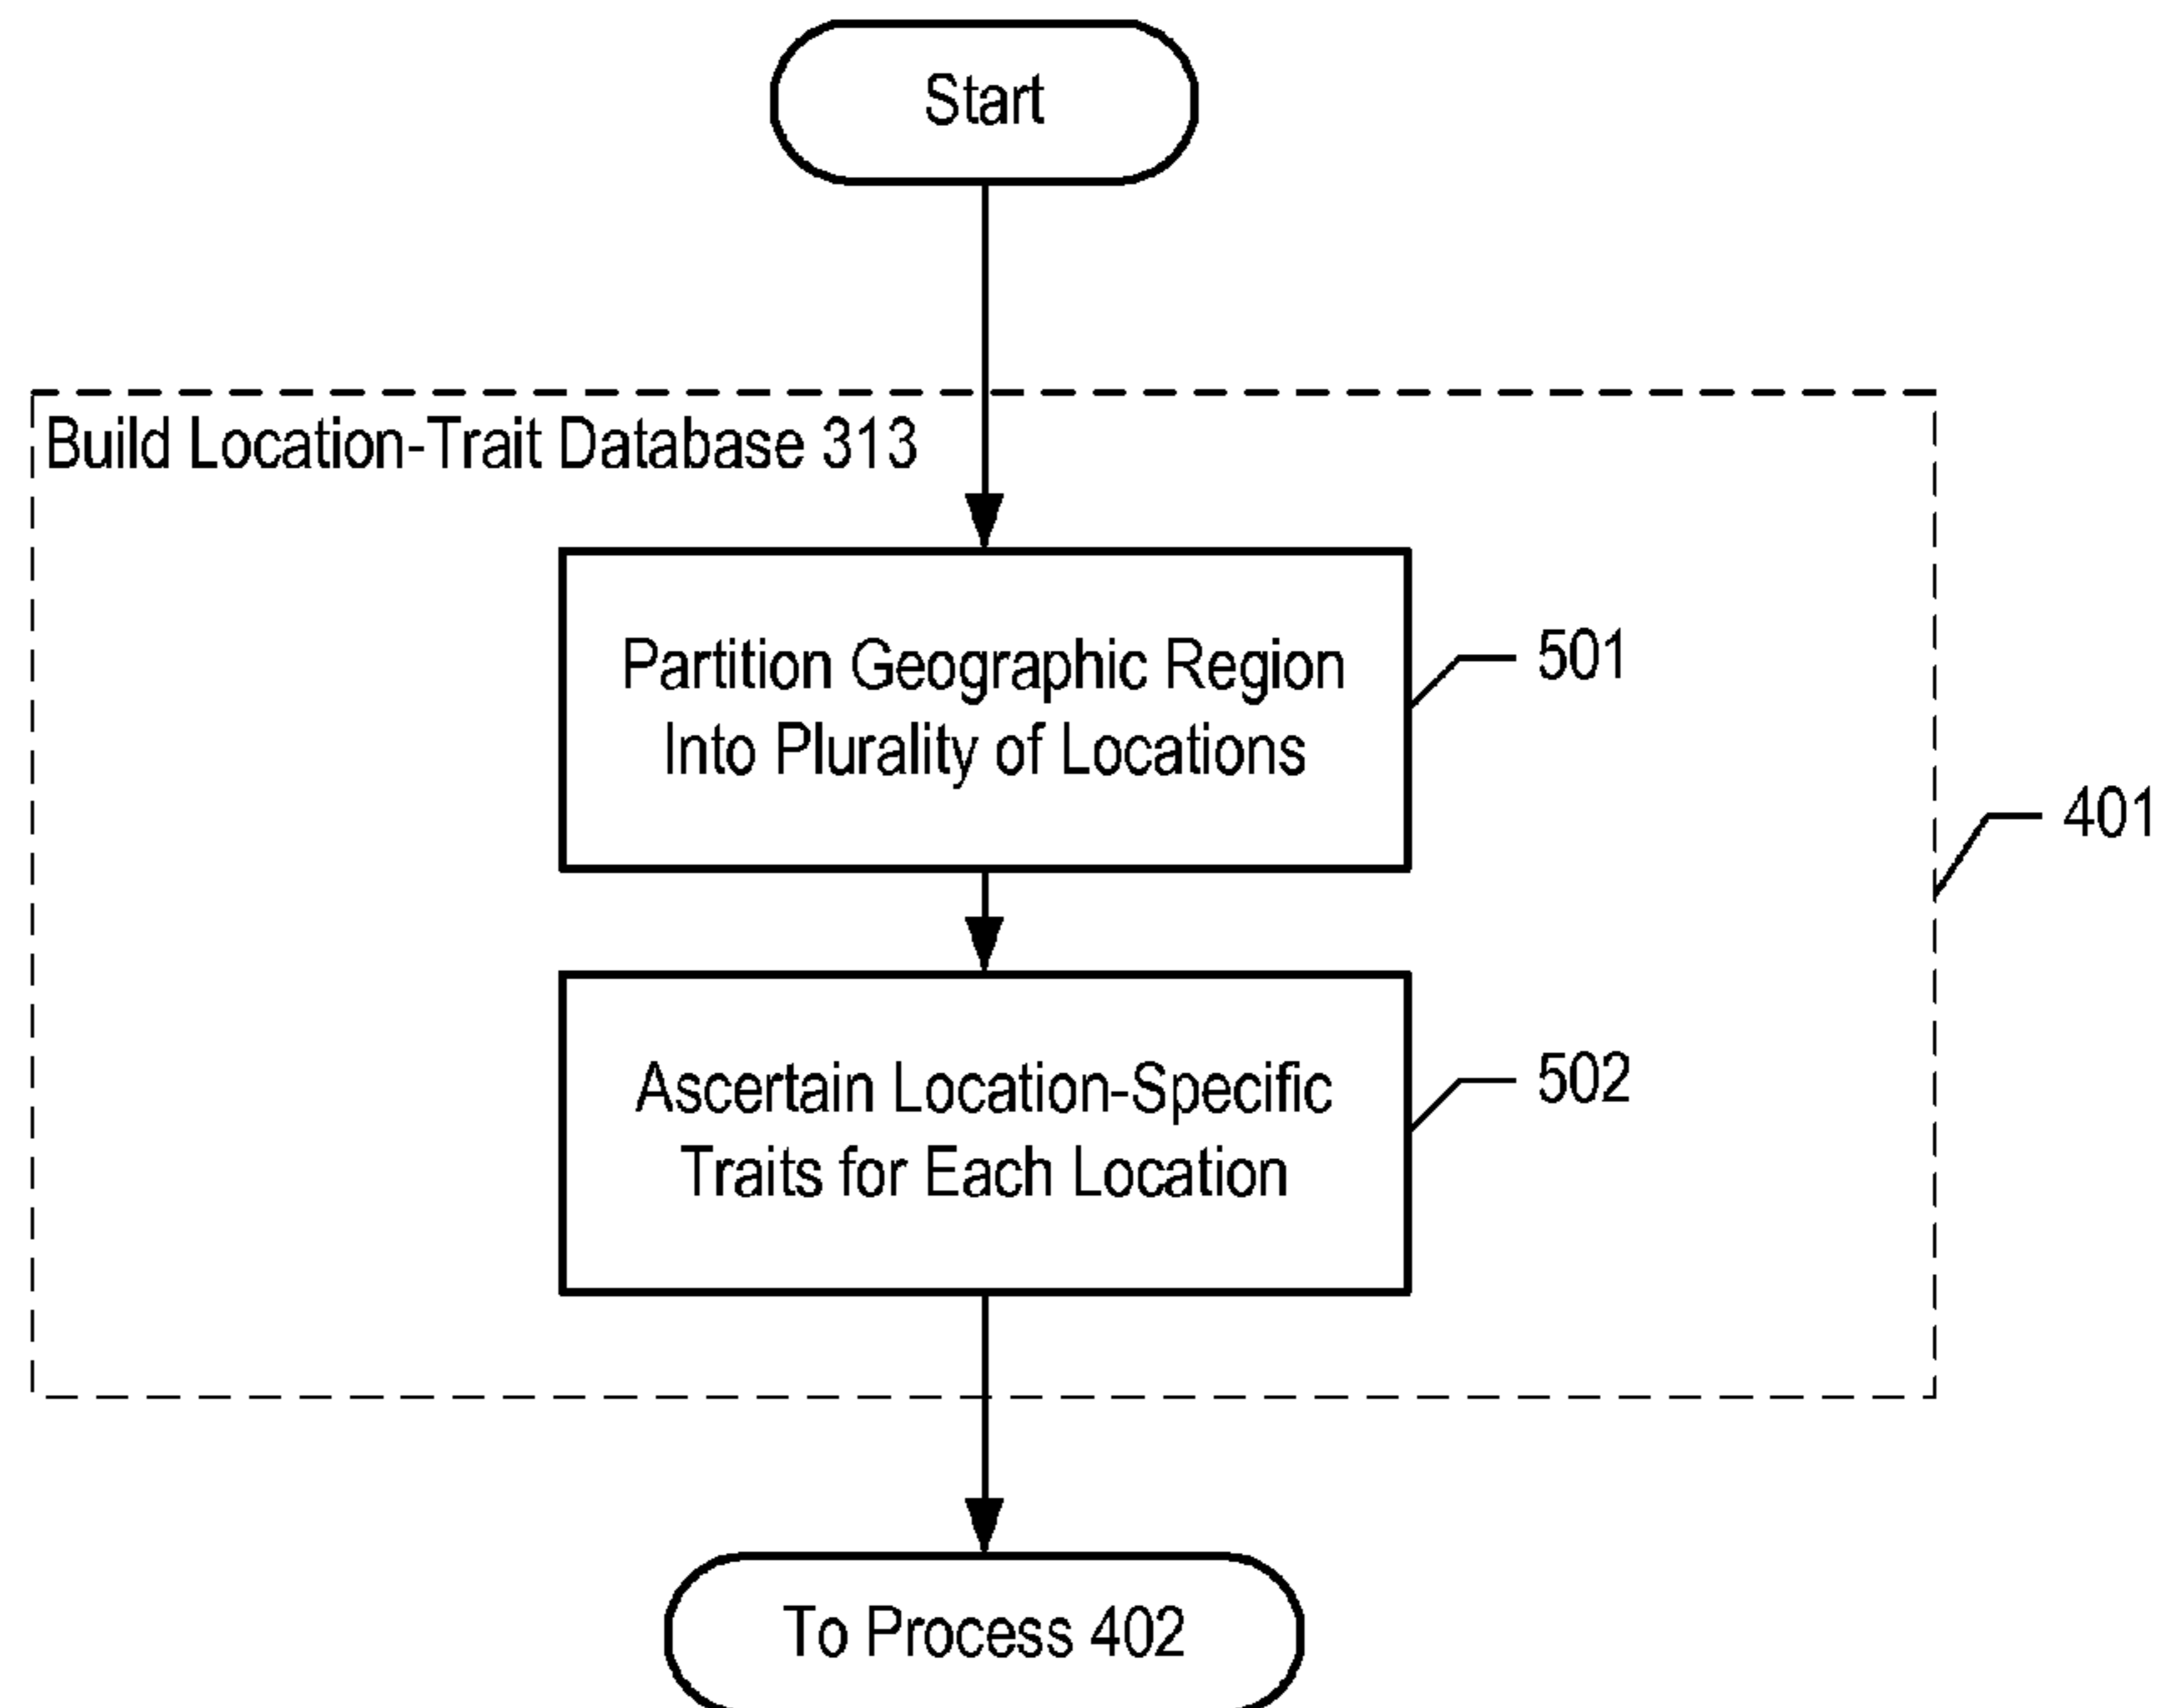 Start
Build Location-Trait Database 313
Partition Geographic Region
Into Plurality of Locations
501
401
Ascertain Location-Specific
Traits for Each Location
502
To Process 402